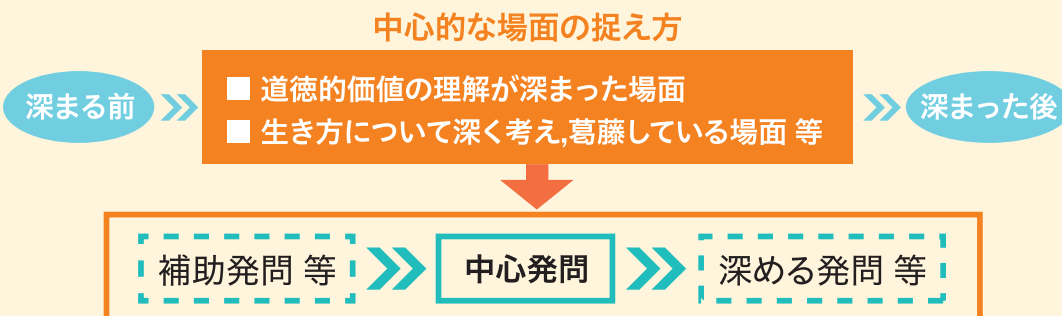 中心的な場面の捉え方
深まる前
■ 道徳的価値の理解が深まった場面
■ 生き方について深く考え,葛藤している場面 等
深まった後
補助発問 等
中心発問
深める発問 等